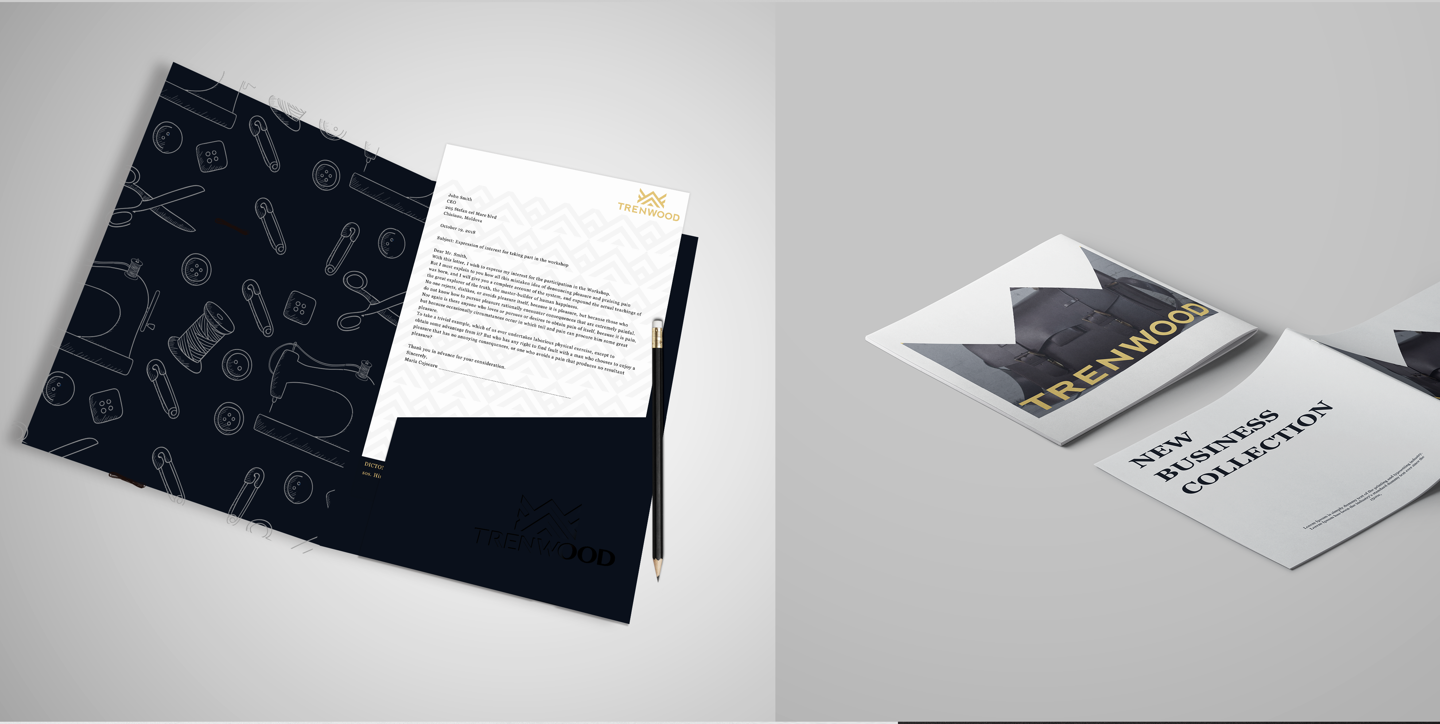 TRENWOOD
John Smith
CEO
202 Stefan cel Mare blvd
Chisinau, Moldova
October 19, 2018
Subject: Expression of interest for taking part in the workshop.
Dear Mr. Smith,
With this letter, I wish to express my interest for the participation in the Workshop.
But I must explain to you how all this mistaken idea of denouncing pleasure and praising pain
was born, and I will give you a complete account of the system, and expound the actual teachings of
the great explorer of the truth, the master-builder of human happiness.
No one rejects, dislikes, or avoids pleasure itself, because it is pleasure, but because those who
do not know how to pursue pleasure rationally encounter consequences that are extremely painful.
Nor again is there anyone who loves or pursues or desires to obtain pain of itself, because it is pain,
but because occasionally circumstances occur in which toil and pain can procure him some great
pleasure.
To take a trivial example, which of us ever undertakes laborious physical exercise, except to
obtain some advantage from it? But who has any right to find fault with a man who chooses to enjoy a
pleasure that has no annoying consequences, or one who avoids a pain that produces no resultant
pleasure?
Thank you in advance for your consideration.
Sincerely,
Maria Cojocaru
DICTO
TRENWOOD
TRENWOOD
NEW
BUSINESS
COLLECTION